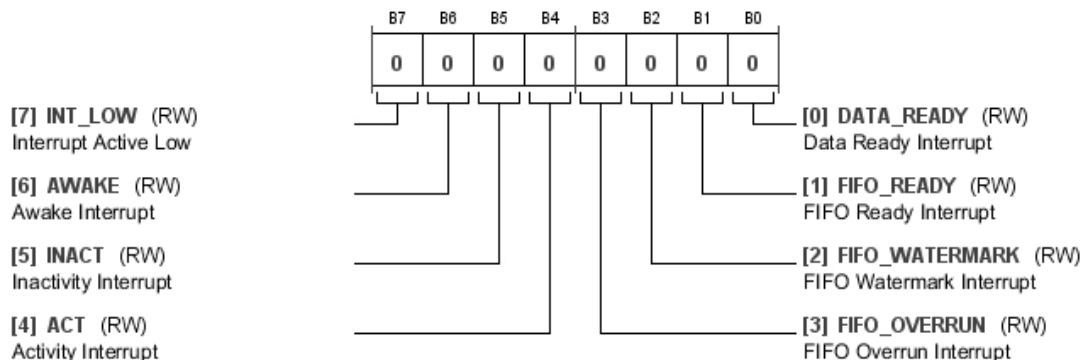 B7 B6 B5 B4 B3 B2 B1 B0
0 0 0 0 0 0 0 0
[7] INT_LOW (RW)
Interrupt Active Low
[6] AWAKE (RW)
Awake Interrupt
[5] INACT (RW)
Inactivity Interrupt
[4] ACT (RW)
Activity Interrupt
[0] DATA_READY (RW)
Data Ready Interrupt
[1] FIFO_READY (RW)
FIFO Ready Interrupt
[2] FIFO_WATERMARK (RW)
FIFO Watermark Interrupt
[3] FIFO_OVERRUN (RW)
FIFO Overrun Interrupt